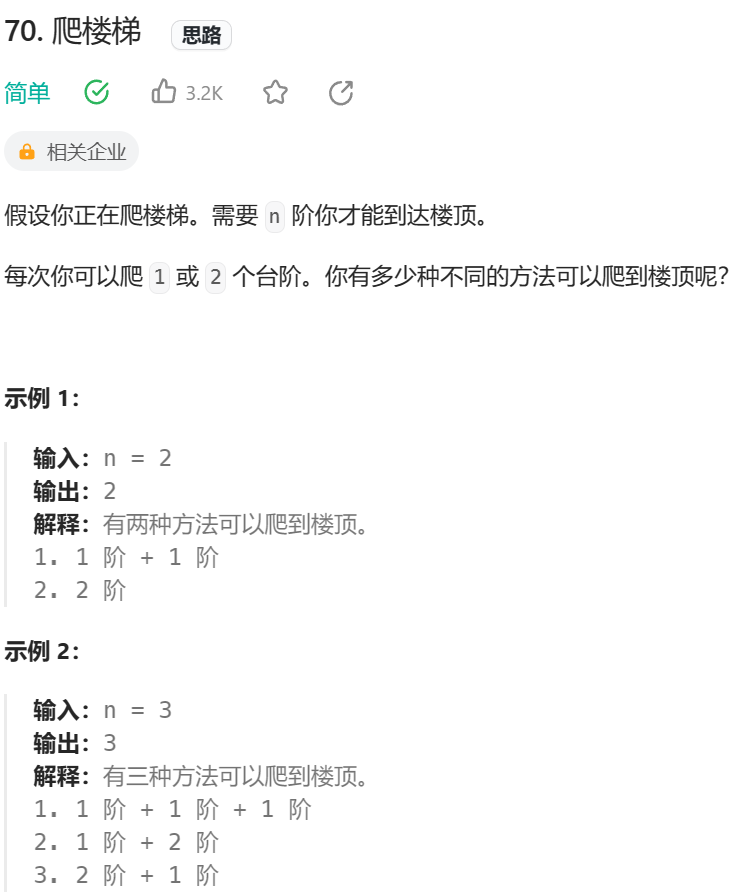 70. 爬楼梯 思路
简单 3.2K
相关企业
假设你正在爬楼梯。需要 n 阶你才能到达楼顶。
每次你可以爬 1 或 2 个台阶。你有多少种不同的方法可以爬到楼顶呢?
示例 1:
输入:n = 2
输出:2
解释:有两种方法可以爬到楼顶。
1. 1 阶 + 1 阶
2. 2 阶
示例 2:
输入:n = 3
输出:3
解释:有三种方法可以爬到楼顶。
1. 1 阶 + 1 阶 + 1 阶
2. 1 阶 + 2 阶
3. 2 阶 + 1 阶